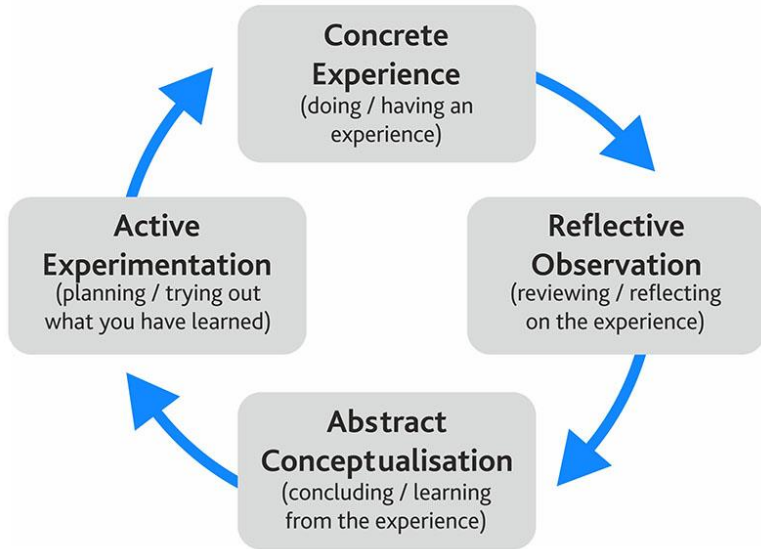 Concrete
Experience
(doing / having an
experience)
Reflective
Observation
(reviewing / reflecting
on the experience)
Abstract
Conceptualisation
(concluding / learning
from the experience)
Active
Experimentation
(planning / trying out
what you have learned)